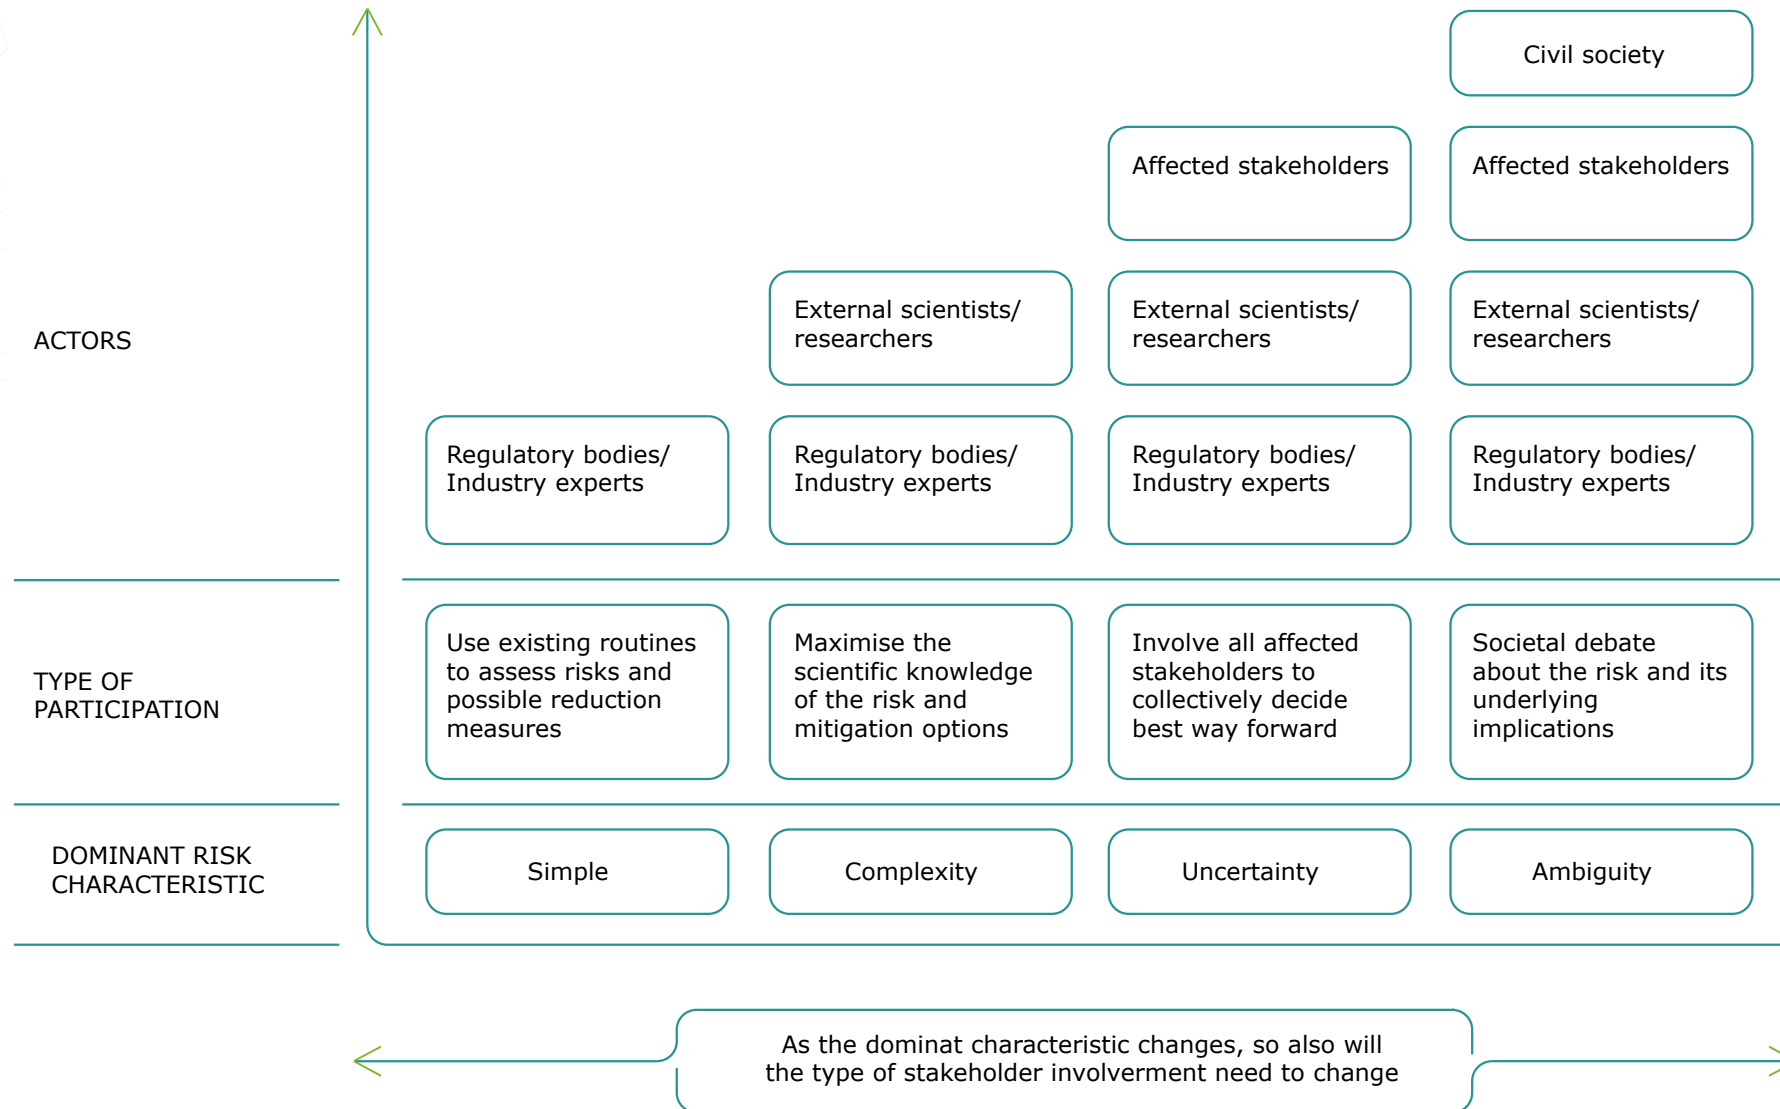 Civil society
Affected stakeholders
Affected stakeholders
External scientists/
researchers
External scientists/
researchers
External scientists/
researchers
ACTORS
Regulatory bodies/
Industry experts
Regulatory bodies/
Industry experts
Regulatory bodies/
Industry experts
Regulatory bodies/
Industry experts
TYPE OF
PARTICIPATION
Use existing routines
to assess risks and
possible reduction
measures
Maximise the
scientific knowledge
of the risk and
mitigation options
Involve all affected
stakeholders to
collectively decide
best way forward
Societal debate
about the risk and its
underlying
implications
DOMINANT RISK
CHARACTERISTIC
Simple
Complexity
Uncertainty
Ambiguity
As the dominat characteristic changes, so also will
the type of stakeholder involverment need to change